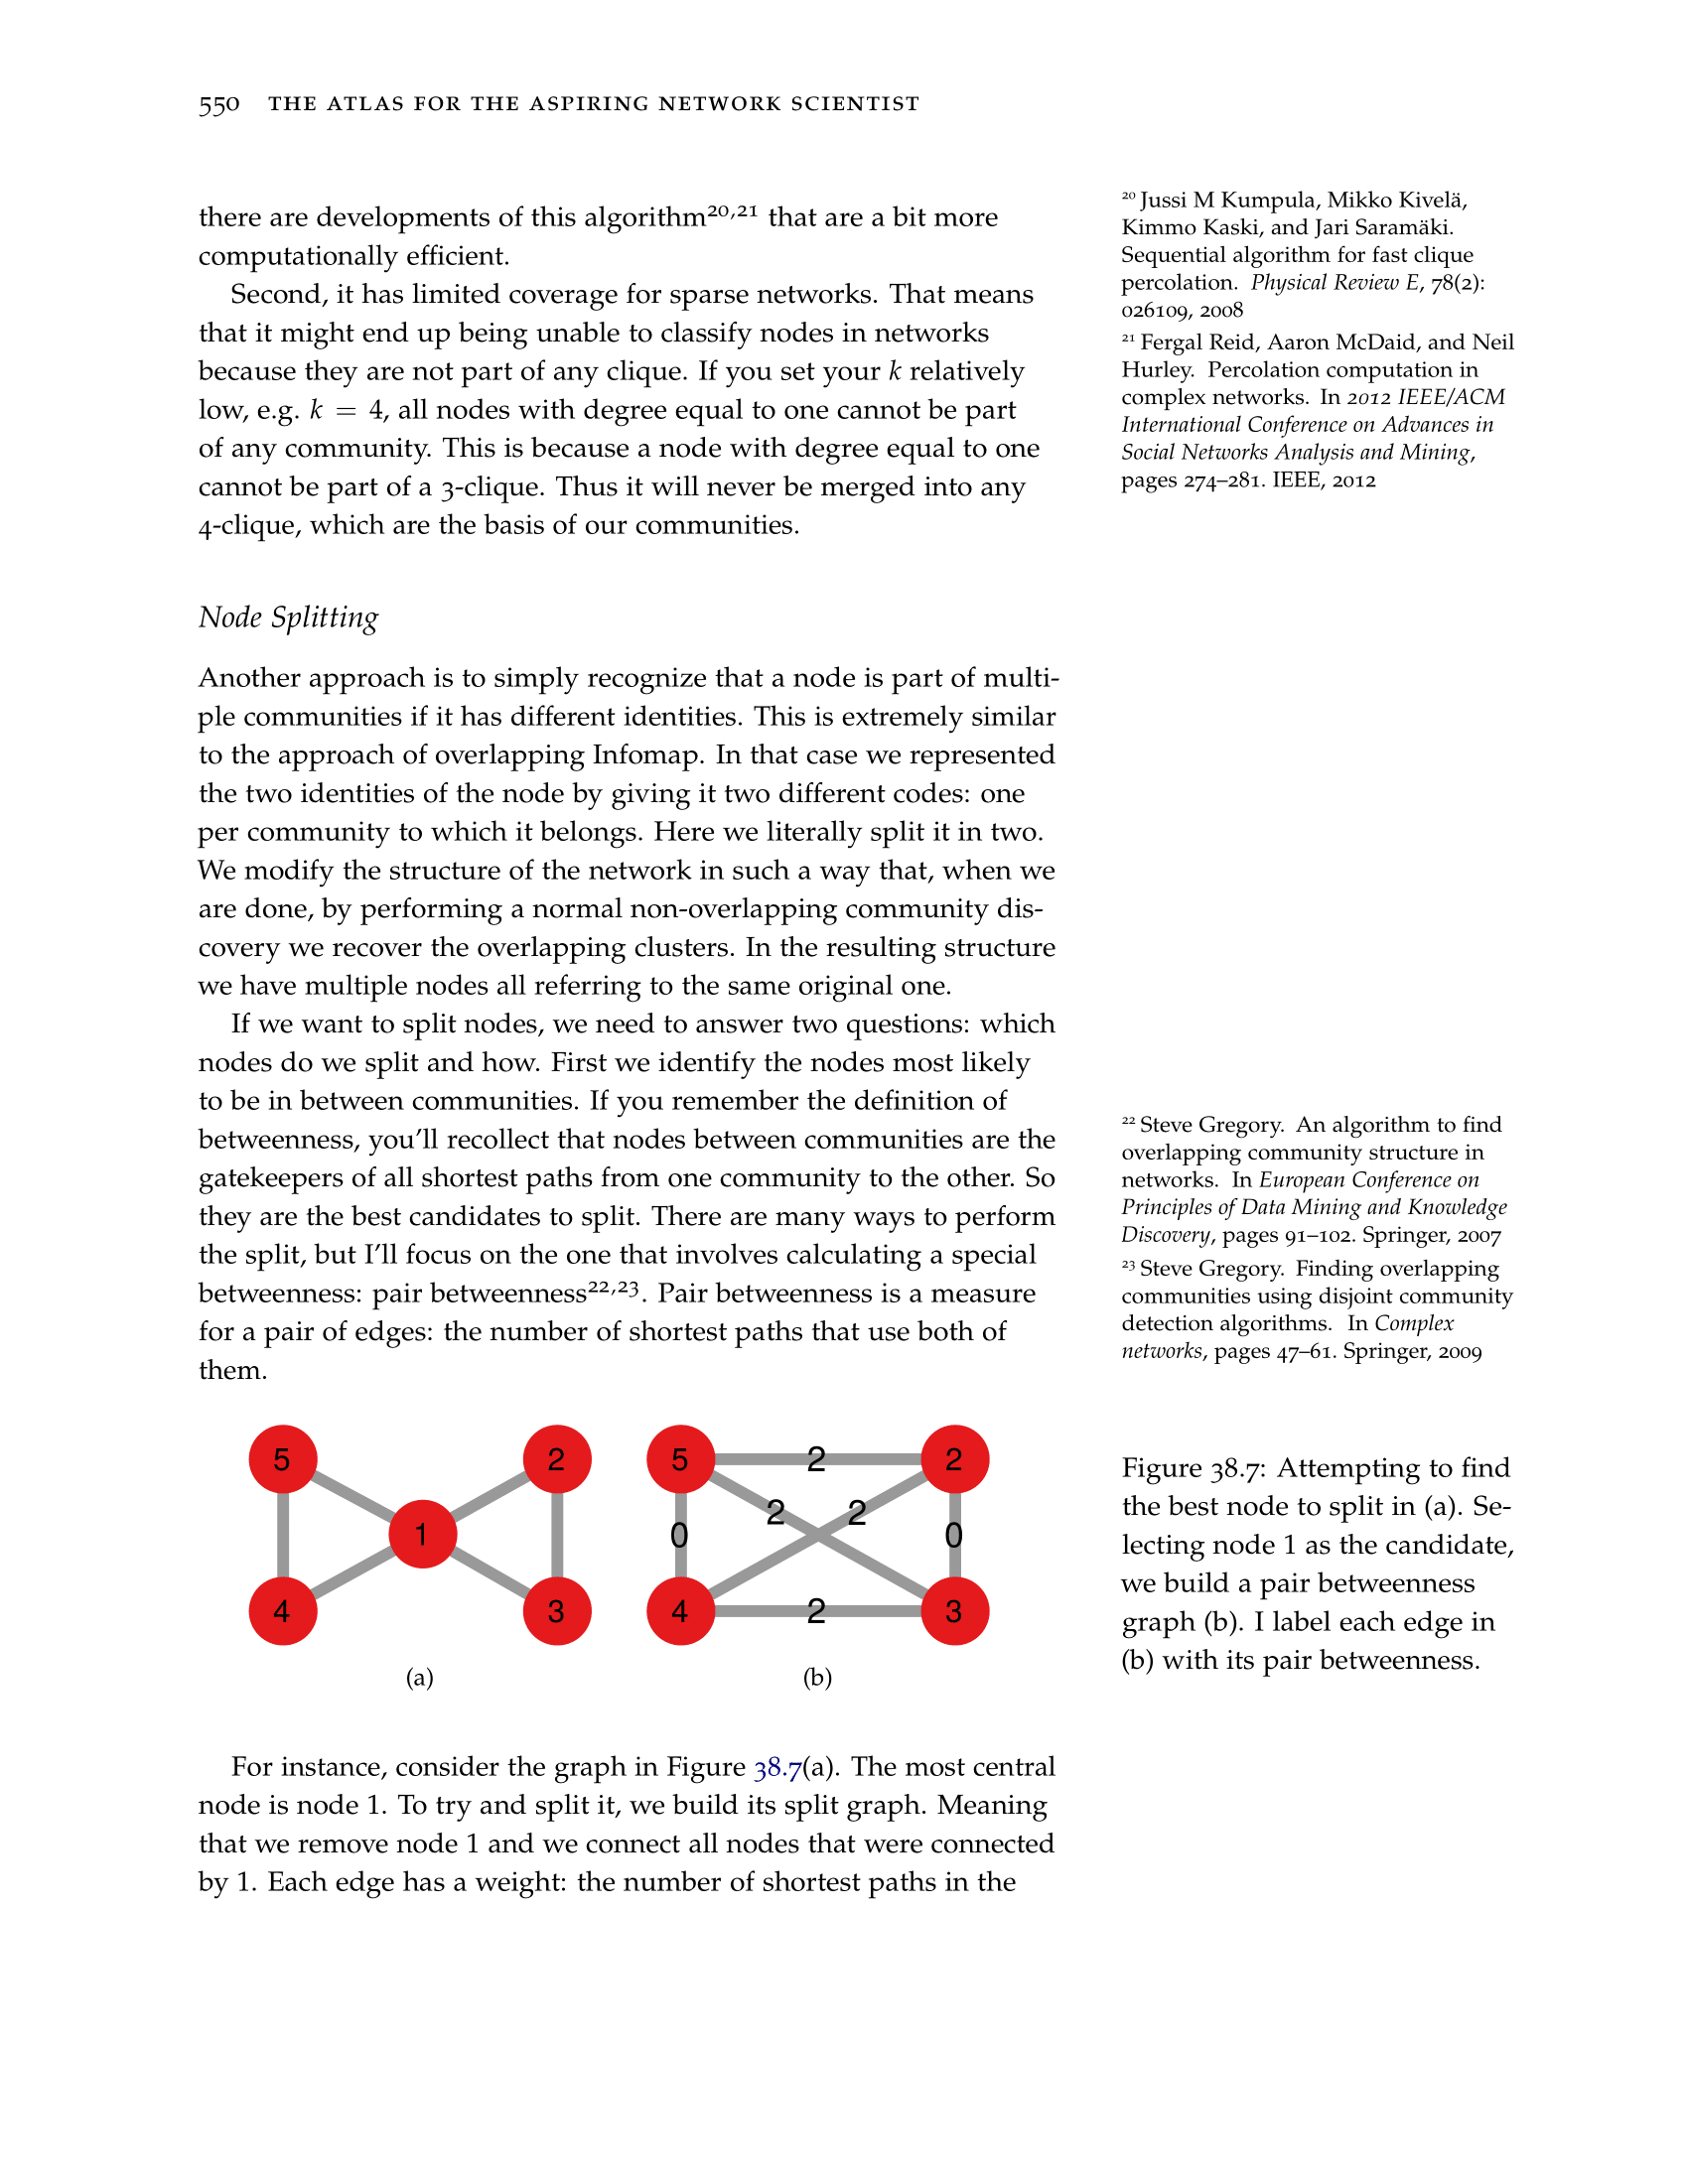 550 THE ATLAS FOR THE ASPIRING NETWORK SCIENTIST
there are developments of this algorithm20,21 that are a bit more
computationally efficient.
Second, it has limited coverage for sparse networks. That means
that it might end up being unable to classify nodes in networks
because they are not part of any clique. If you set your k relatively
low, e.g. k = 4, all nodes with degree equal to one cannot be part
of any community. This is because a node with degree equal to one
cannot be part of a 3-clique. Thus it will never be merged into any
4-clique, which are the basis of our communities.
20 Jussi M Kumpula, Mikko Kivelä,
Kimmo Kaski, and Jari Saramäki.
Sequential algorithm for fast clique
percolation. Physical Review E, 78(2):
026109, 2008
21 Fergal Reid, Aaron McDaid, and Neil
Hurley. Percolation computation in
complex networks. In 2012 IEEE/ACM
International Conference on Advances in
Social Networks Analysis and Mining,
pages 274–281. IEEE, 2012
Node Splitting
Another approach is to simply recognize that a node is part of multi-
ple communities if it has different identities. This is extremely similar
to the approach of overlapping Infomap. In that case we represented
the two identities of the node by giving it two different codes: one
per community to which it belongs. Here we literally split it in two.
We modify the structure of the network in such a way that, when we
are done, by performing a normal non-overlapping community dis-
covery we recover the overlapping clusters. In the resulting structure
we have multiple nodes all referring to the same original one.
If we want to split nodes, we need to answer two questions: which
nodes do we split and how. First we identify the nodes most likely
to be in between communities. If you remember the definition of
betweenness, you'll recollect that nodes between communities are the
gatekeepers of all shortest paths from one community to the other. So
they are the best candidates to split. There are many ways to perform
the split, but I'll focus on the one that involves calculating a special
betweenness: pair betweenness22,23. Pair betweenness is a measure
for a pair of edges: the number of shortest paths that use both of
them.
22 Steve Gregory. An algorithm to find
overlapping community structure in
networks. In European Conference on
Principles of Data Mining and Knowledge
Discovery, pages 91–102. Springer, 2007
23 Steve Gregory. Finding overlapping
communities using disjoint community
detection algorithms. In Complex
networks, pages 47–61. Springer, 2009
5 2
1
4 3
(a)
5 2 2
2 2
0 0
4 2 3
(b)
Figure 38.7: Attempting to find
the best node to split in (a). Se-
lecting node 1 as the candidate,
we build a pair betweenness
graph (b). I label each edge in
(b) with its pair betweenness.
For instance, consider the graph in Figure 38.7(a). The most central
node is node 1. To try and split it, we build its split graph. Meaning
that we remove node 1 and we connect all nodes that were connected
by 1. Each edge has a weight: the number of shortest paths in the